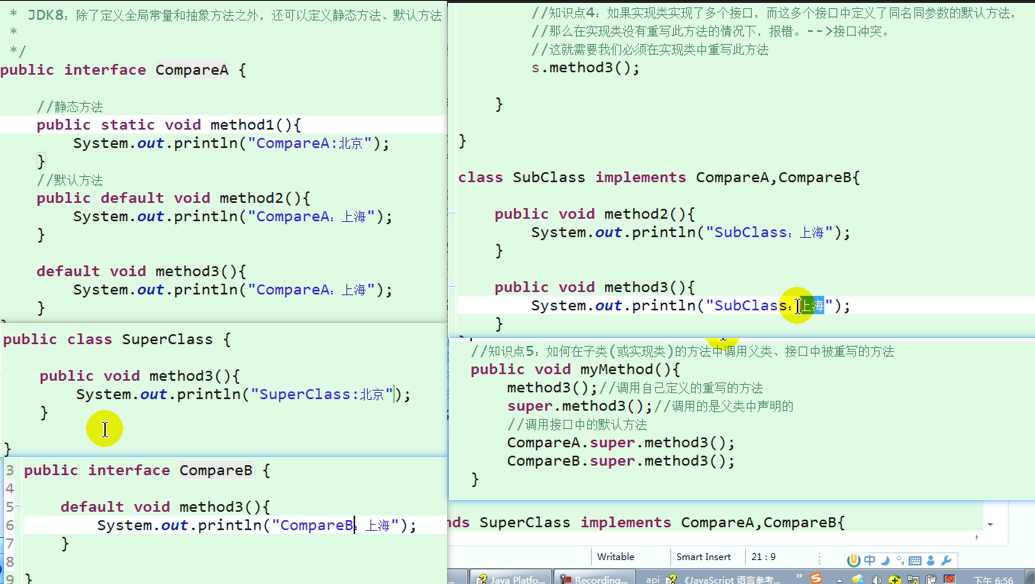 * JDK8：除了定义全局常量和抽象方法之外，还可以定义静态方法、默认方法
*
*/
public interface CompareA {
//静态方法
public static void method1(){
System.out.println("CompareA:北京");
}
//默认方法
public default void method2(){
System.out.println("CompareA：上海");
}
default void method3(){
System.out.println("CompareA：上海");
}
public class SuperClass {
public void method3(){
System.out.println("SuperClass:北京");
}
}
3 public interface CompareB {
4
5 default void method3(){
6 System.out.println("CompareB：上海");
7 }
8
9 }
//知识点4：如果实现类实现了多个接口，而这多个接口中定义了同名同参数的默认方法，
//那么在实现类没有重写此方法的情况下，报错。-->接口冲突。
//这就需要我们必须在实现类中重写此方法
s.method3();
}
}
class SubClass implements CompareA,CompareB{
public void method2(){
System.out.println("SubClass：上海");
}
public void method3(){
System.out.println("SubClass：上海");
}
//知识点5：如何在子类(或实现类)的方法中调用父类、接口中被重写的方法
public void myMethod(){
method3();//调用自己定义的重写的方法
super.method3();//调用的是父类中声明的
//调用接口中的默认方法
CompareA.super.method3();
CompareB.super.method3();
}
nds SuperClass implements CompareA,CompareB{
Writable Smart Insert 21 : 9
中
Java Platfo... Recording... api 《JavaScript 语言参考... » 下午 6:56